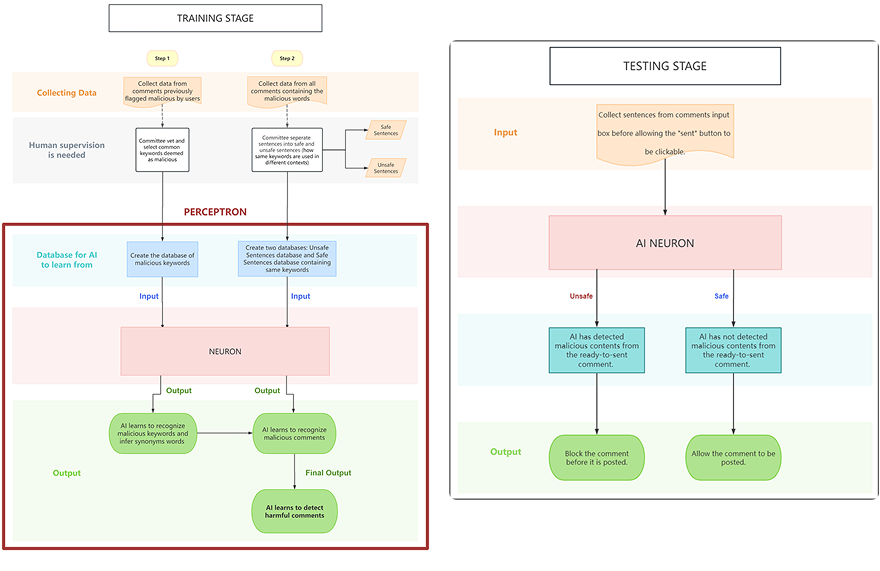 TRAINING STAGE
Step 1
Step 2
Collecting Data
Collect data from
comments previously
flagged malicious by users
Collect data from all
comments containing the
malicious words
Human supervision
is needed
Committee vet and
select common
keywords deemed
as malicious
Committee seperate
sentences into safe and
unsafe sentences (how
same keywords are used in
different contexts)
Safe
Sentences
Unsafe
Sentences
PERCEPTRON
Database for AI
to learn from
Create the database of
malicious keywords
Create two databases: Unsafe
Sentences database and Safe
Sentences database containing
same keywords
Input
Input
NEURON
Output
Output
Output
AI learns to recognize
malicious keywords and
infer synonyms words
AI learns to recognize
malicious comments
Final Output
AI learns to detect
harmful comments
TESTING STAGE
Input
Collect sentences from comments input
box before allowing the "sent" button to
be clickable.
AI NEURON
Unsafe
Safe
AI has detected
malicious contents from
the ready-to-sent
comment.
AI has not detected
malicious contents from
the ready-to-sent
comment.
Output
Block the comment
before it is posted.
Allow the comment to be
posted.